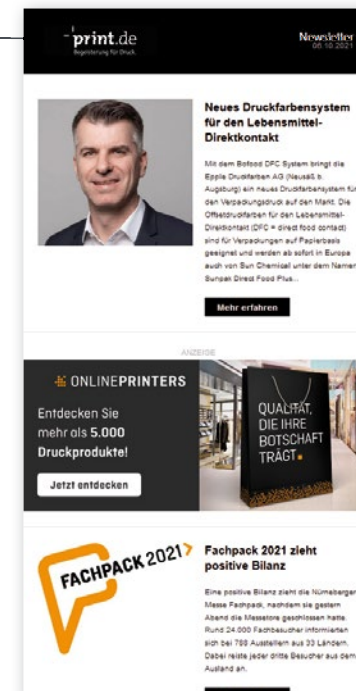 print.de
Begeisterung für Druck.
Newsletter
06.10.2021
Neues Druckfarbensystem
für den Lebensmittel-
Direktkontakt
Mit dem Bofood DFC System bringt die
Epple Druckfarben AG (Neusäß b.
Augsburg) ein neues Druckfarbensystem für
den Verpackungsdruck auf den Markt. Die
Offsetdruckfarben für den Lebensmittel-
Direktkontakt (DFC = direct food contact)
sind für Verpackungen auf Papierbasis
geeignet und werden ab sofort in Europa
auch von Sun Chemical unter dem Namen
Sunpak Direct Food Plus...
Mehr erfahren
ANZEIGE
ONLINEPRINTERS
Entdecken Sie
mehr als 5.000
Druckprodukte!
Jetzt entdecken
QUALITÄT,
DIE IHRE
BOTSCHAFT
TRÄGT
FACHPACK 2021
Fachpack 2021 zieht
positive Bilanz
Eine positive Bilanz zieht die Nürnberger
Messe Fachpack, nachdem sie gestern
Abend die Messetore geschlossen hatte.
Rund 24.000 Fachbesucher informierten
sich bei 788 Ausstellern aus 33 Ländern.
Dabei reiste jeder dritte Besucher aus dem
Ausland an.